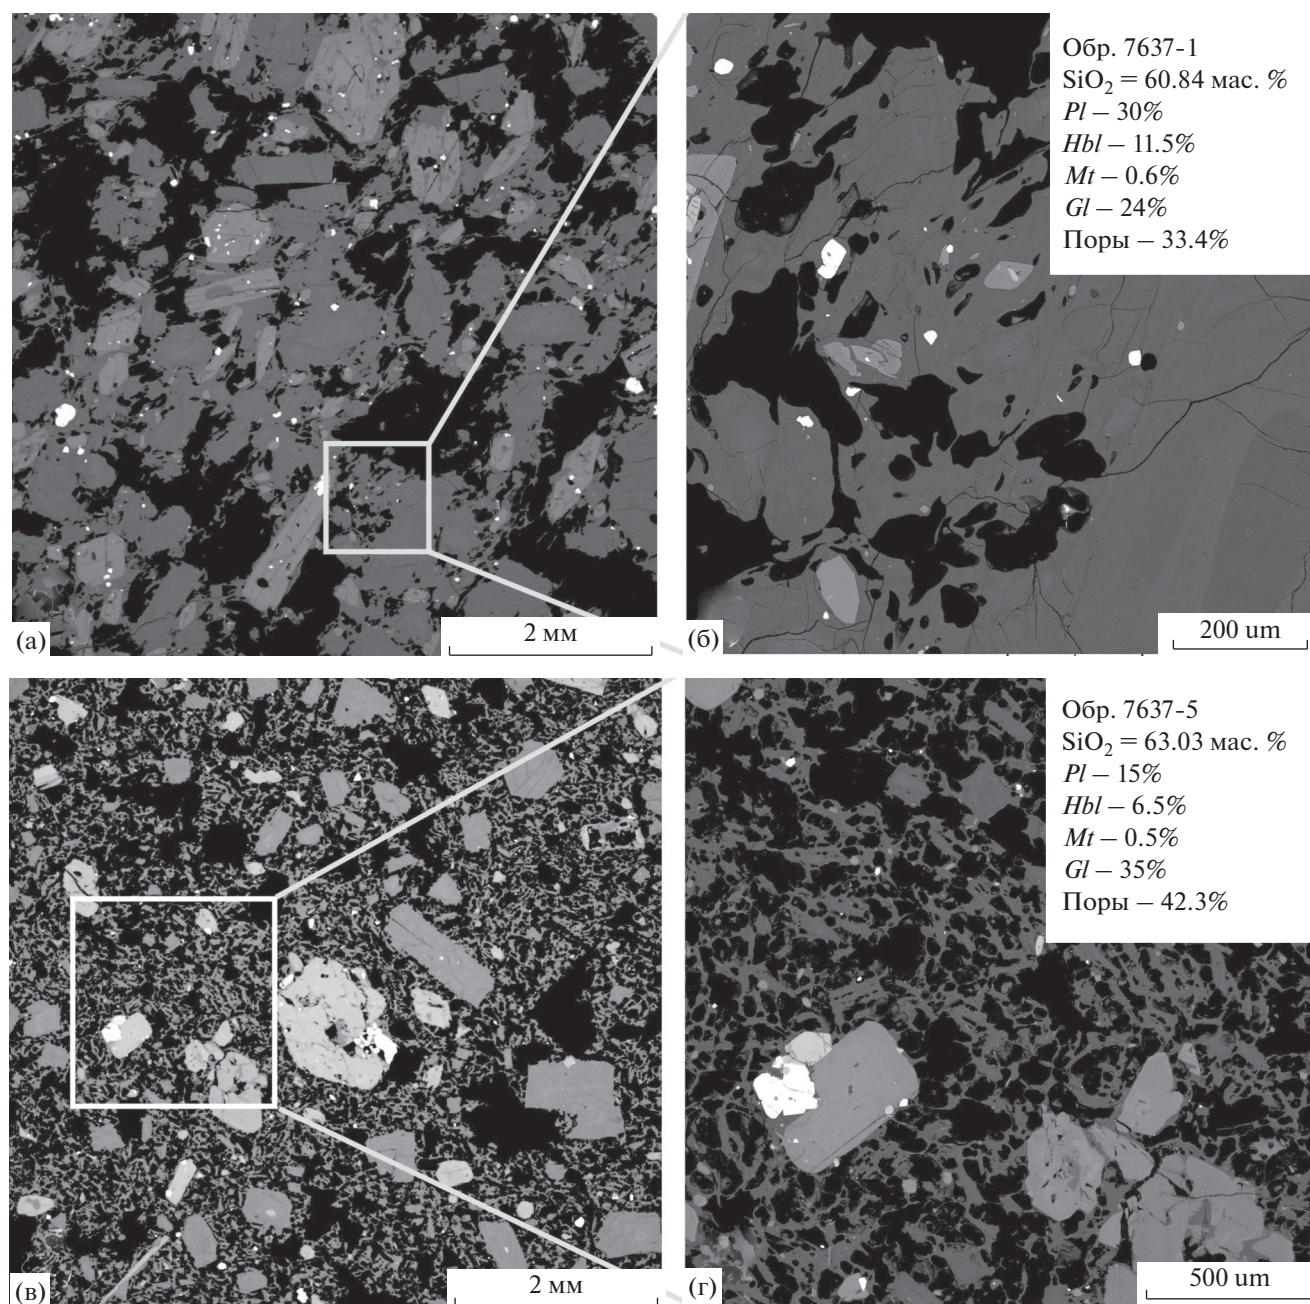 Обр. 7637-1
SiO₂ = 60.84 мас. %
Pl – 30%
Hbl – 11.5%
Mt – 0.6%
Gl – 24%
Поры – 33.4%
(а)
2 мм
(б)
200 um
Обр. 7637-5
SiO₂ = 63.03 мас. %
Pl – 15%
Hbl – 6.5%
Mt – 0.5%
Gl – 35%
Поры – 42.3%
(в)
2 мм
(г)
500 um